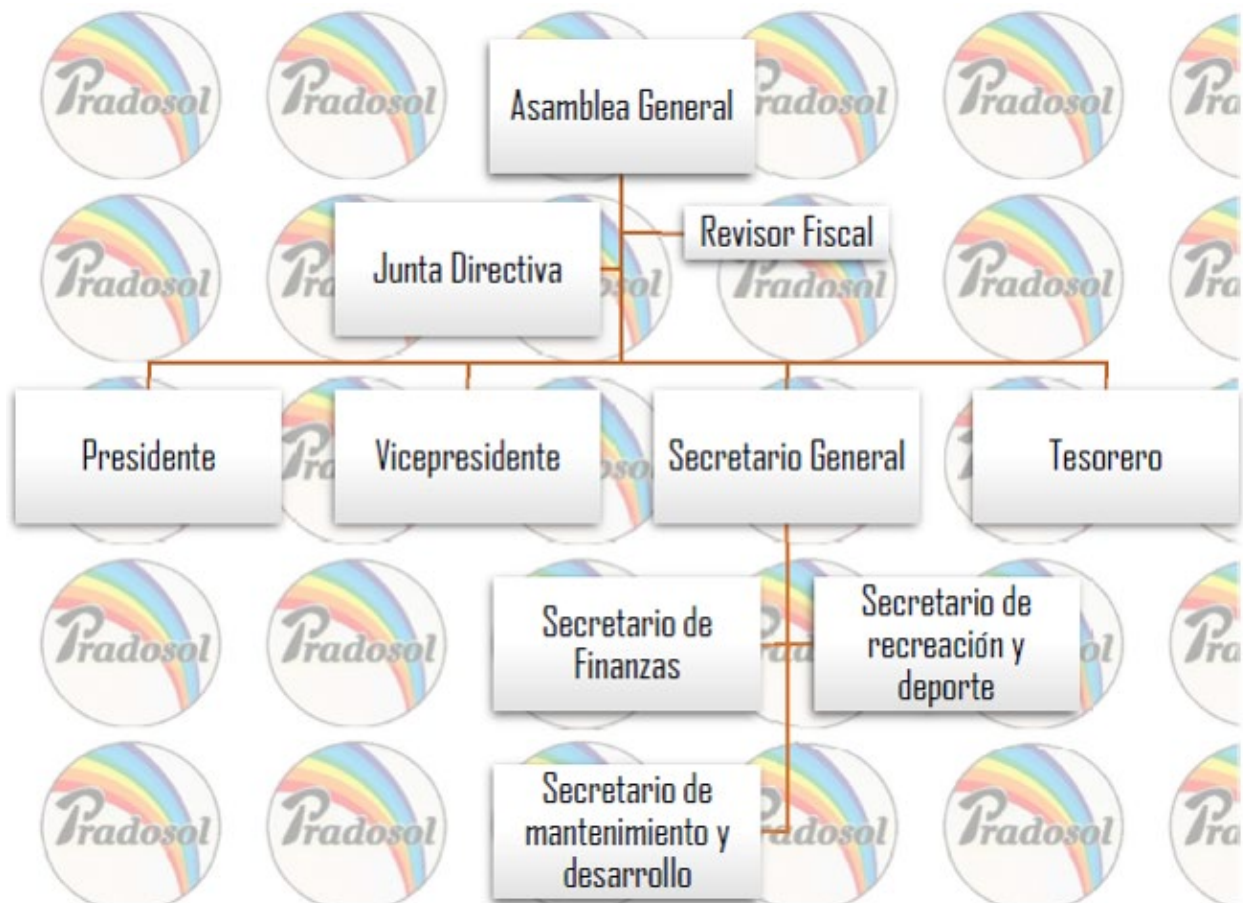 Asamblea General
Revisor Fiscal
Junta Directiva
Presidente
Vicepresidente
Secretario General
Tesorero
Secretario de
Finanzas
Secretario de
recreación y
deporte
Secretario de
mantenimiento y
desarrollo
Pradosol